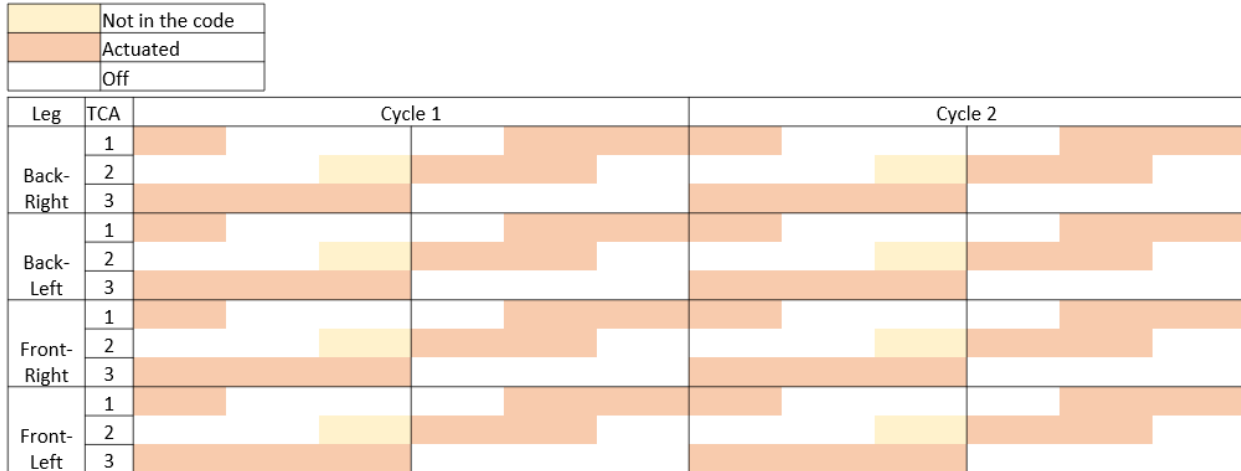 Not in the code
Actuated
Off
Leg TCA Cycle 1 Cycle 2
1
Back- 2
Right 3
1
Back- 2
Left 3
1
Front- 2
Right 3
1
Front- 2
Left 3